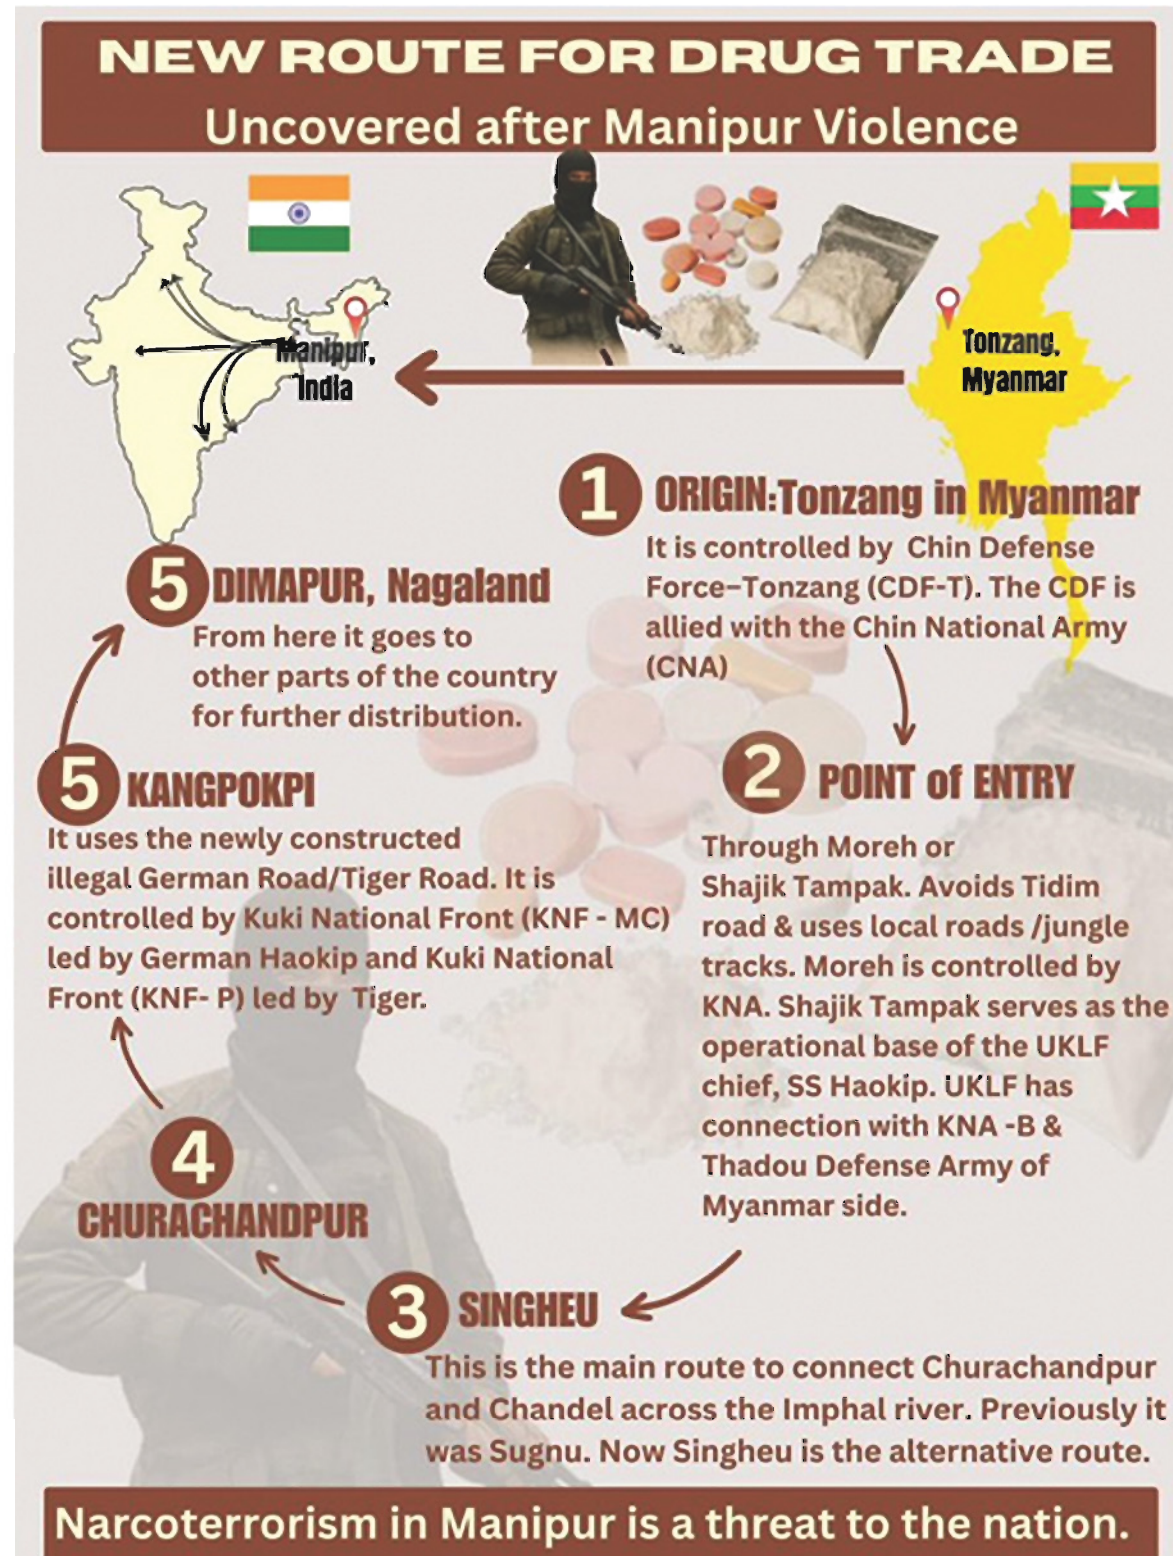 NEW ROUTE FOR DRUG TRADE
Uncovered after Manipur Violence
Manipur,
India
Tonzang,
Myanmar
1
ORIGIN:Tonzang in Myanmar
It is controlled by Chin Defense
Force–Tonzang (CDF-T). The CDF is
allied with the Chin National Army
(CNA)
2
POINT of ENTRY
Through Moreh or
Shajik Tampak. Avoids Tidim
road & uses local roads /jungle
tracks. Moreh is controlled by
KNA. Shajik Tampak serves as the
operational base of the UKLF
chief, SS Haokip. UKLF has
connection with KNA -B &
Thadou Defense Army of
Myanmar side.
3
SINGHEU
This is the main route to connect Churachandpur
and Chandel across the Imphal river. Previously it
was Sugnu. Now Singheu is the alternative route.
4
CHURACHANDPUR
5
KANGPOKPI
It uses the newly constructed
illegal German Road/Tiger Road. It is
controlled by Kuki National Front (KNF - MC)
led by German Haokip and Kuki National
Front (KNF- P) led by Tiger.
5
DIMAPUR, Nagaland
From here it goes to
other parts of the country
for further distribution.
Narcoterrorism in Manipur is a threat to the nation.